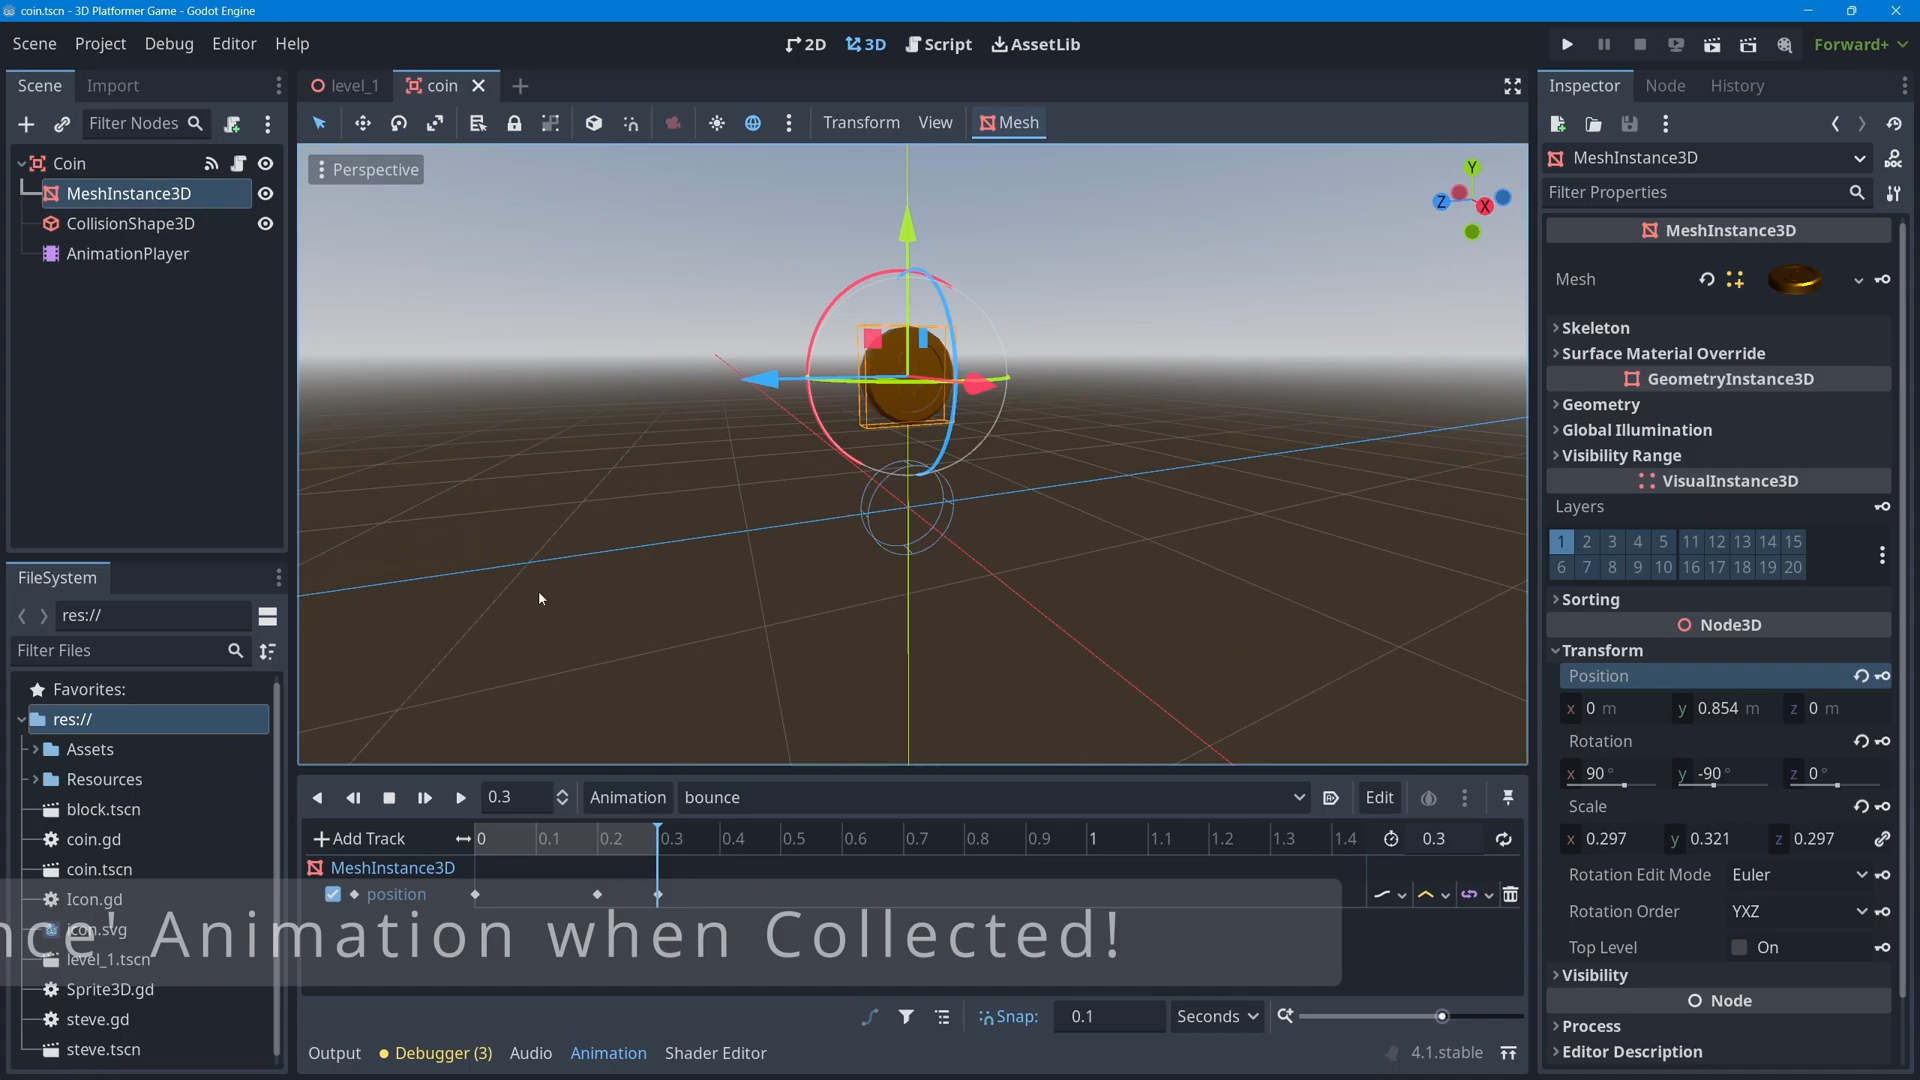 coin.tscn - 3D Platformer Game - Godot Engine
Scene Project Debug Editor Help
2D 3D Script AssetLib
Forward+
Scene Import
level_1 coin
Inspector Node History
Filter Nodes
Transform View Mesh
Coin
MeshInstance3D
CollisionShape3D
AnimationPlayer
Perspective
Y
Z
X
MeshInstance3D
Filter Properties
MeshInstance3D
Mesh
Skeleton
Surface Material Override
GeometryInstance3D
Geometry
Global Illumination
Visibility Range
VisualInstance3D
Layers
1 2 3 4 5 11 12 13 14 15
6 7 8 9 10 16 17 18 19 20
Sorting
Node3D
Transform
Position
x 0 m y 0.854 m z 0 m
Rotation
x 90 ° y -90 ° z 0 °
Scale
x 0.297 y 0.321 z 0.297
Rotation Edit Mode Euler
Rotation Order YXZ
Top Level On
Visibility
Node
Process
Editor Description
FileSystem
res://
Filter Files
Favorites:
res://
Assets
Resources
block.tscn
coin.gd
coin.tscn
Icon.gd
icon.svg
level_1.tscn
Sprite3D.gd
steve.gd
steve.tscn
0.3 Animation bounce Edit
Add Track 0 0.1 0.2 0.3 0.4 0.5 0.6 0.7 0.8 0.9 1 1.1 1.2 1.3 1.4 0.3
MeshInstance3D
position
nce' Animation when Collected!
Snap: 0.1 Seconds
Output Debugger (3) Audio Animation Shader Editor 4.1.stable